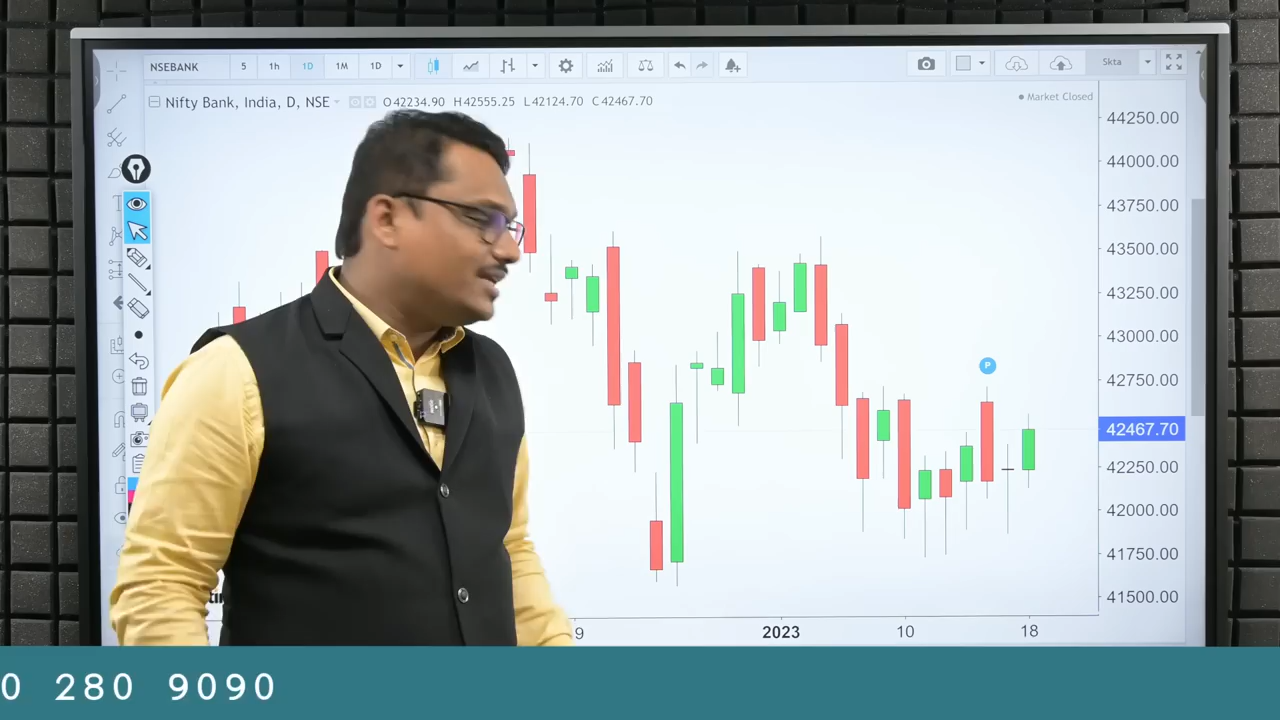 NSEBANK 5 1h 1D 1M 1D Skta
Nifty Bank, India, D, NSE O42234.90 H42555.25 L42124.70 C42467.70
Market Closed
44250.00
44000.00
43750.00
43500.00
43250.00
43000.00
42750.00
P
42467.70
42250.00
42000.00
41750.00
41500.00
9 2023 10 18
0 280 9090